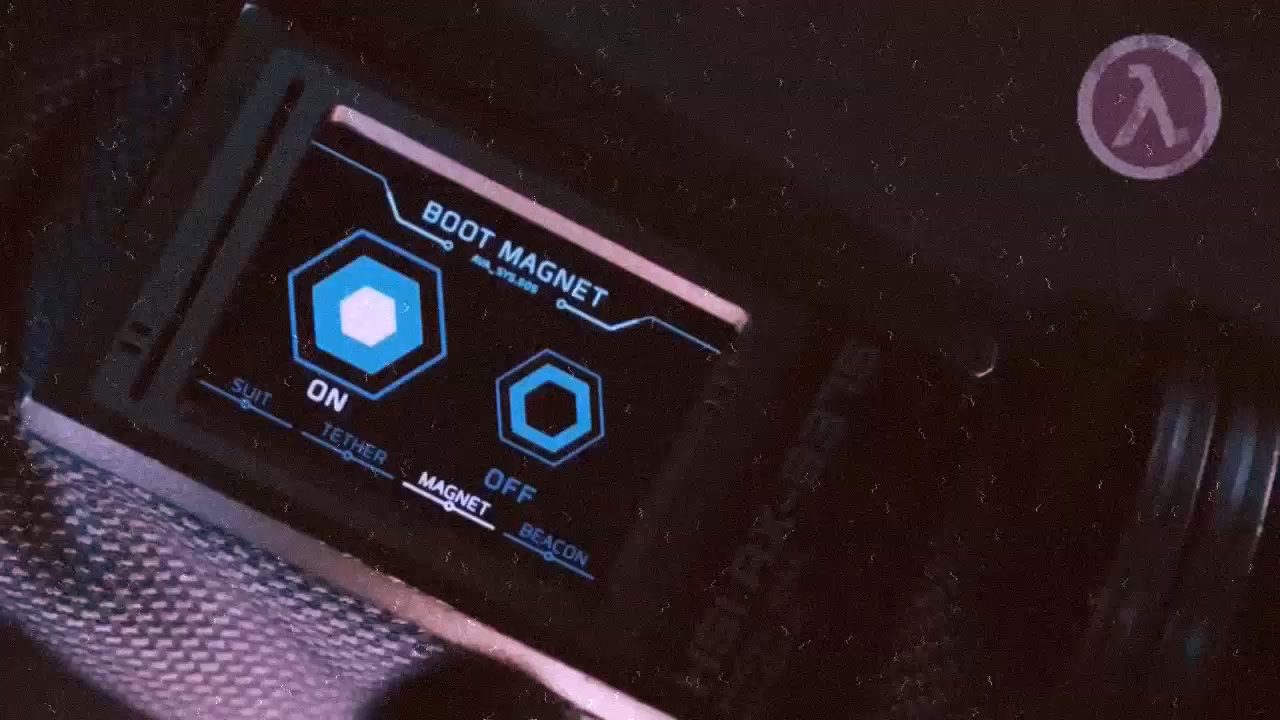 BOOT MAGNET
ON
OFF
SUIT
TETHER
MAGNET
BEACON
λ